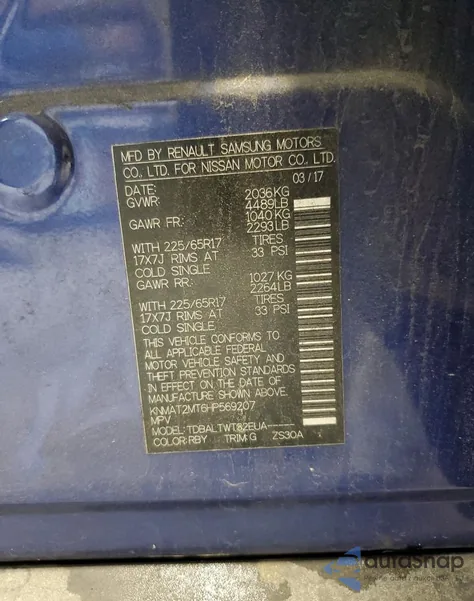 MFD BY RENAULT SAMSUNG MOTORS
CO. LTD. FOR NISSAN MOTOR CO. LTD.
DATE: 03/17
GVWR: 2036KG
4489LB
GAWR FR: 1040KG
2293LB
WITH 225/65R17 TIRES
17X7J RIMS AT 33 PSI
COLD SINGLE
GAWR RR: 1027KG
2264LB
WITH 225/65R17 TIRES
17X7J RIMS AT 33 PSI
COLD SINGLE
THIS VEHICLE CONFORMS TO
ALL APPLICABLE FEDERAL
MOTOR VEHICLE SAFETY AND
THEFT PREVENTION STANDARDS
IN EFFECT ON THE DATE OF
MANUFACTURE SHOWN ABOVE.
KNMAT2MT6HP569207
MPV
MODEL: TDBALTWT82EUA------
COLOR:RBY TRIM:G ZS30A
autosnap